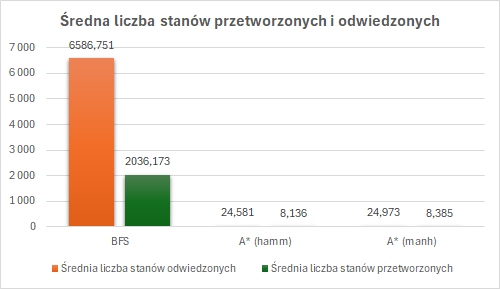 Średna liczba stanów przetworzonych i odwiedzonych
7 000
6 000
5 000
4 000
3 000
2 000
1 000
0
6586,751
2036,173
24,581
8,136
24,973
8,385
BFS
A* (hamm)
A* (manh)
Średnia liczba stanów odwiedzonych
Średnia liczba stanów przetworzonych